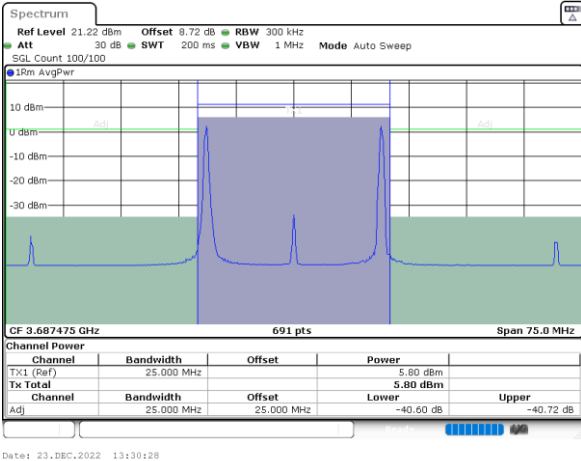 Spectrum
Ref Level 21.22 dBm Offset 8.72 dB RBW 300 kHz
Att 30 dB SWT 200 ms VBW 1 MHz Mode Auto Sweep
SGL Count 100/100
1Rm AvgPwr
10 dBm
Adj Adj
0 dBm
-10 dBm
-20 dBm
-30 dBm
CF 3.687475 GHz 691 pts Span 75.0 MHz
Channel Power
Channel Bandwidth Offset Power
TX1 (Ref) 25.000 MHz 5.80 dBm
Tx Total 5.80 dBm
Channel Bandwidth Offset Lower Upper
Adj 25.000 MHz 25.000 MHz -40.60 dB -40.72 dB
Ready
Date: 23.DEC.2022 13:30:28